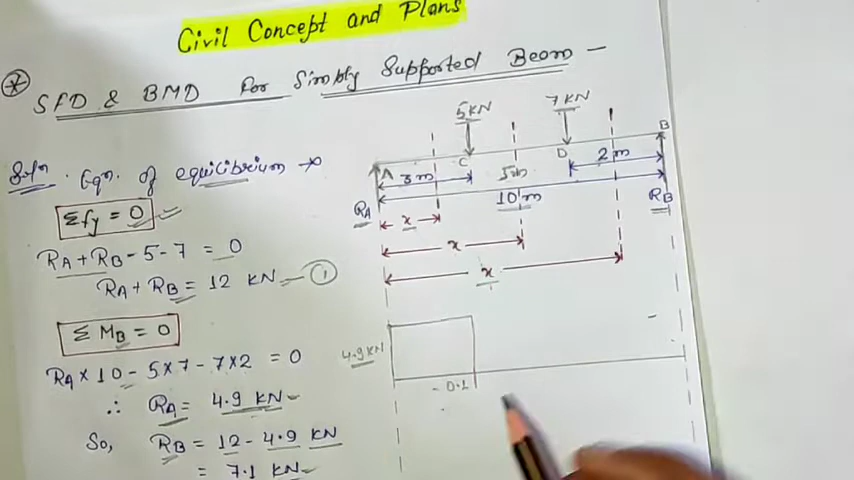 Civil Concept and Plans
* SFD & BMD For Simply Supported Beam -
Soln. Eqn. of equilibrium →
Σfy = 0
RA + RB - 5 - 7 = 0
RA + RB = 12 KN - ①
Σ MB = 0
RA × 10 - 5×7 - 7×2 = 0
∴ RA = 4.9 KN
So, RB = 12 - 4.9 KN
= 7.1 KN
5KN 7KN
A C D B
3m 5m 2m
RA 10m RB
x
x
x
4.9KN
-0.1